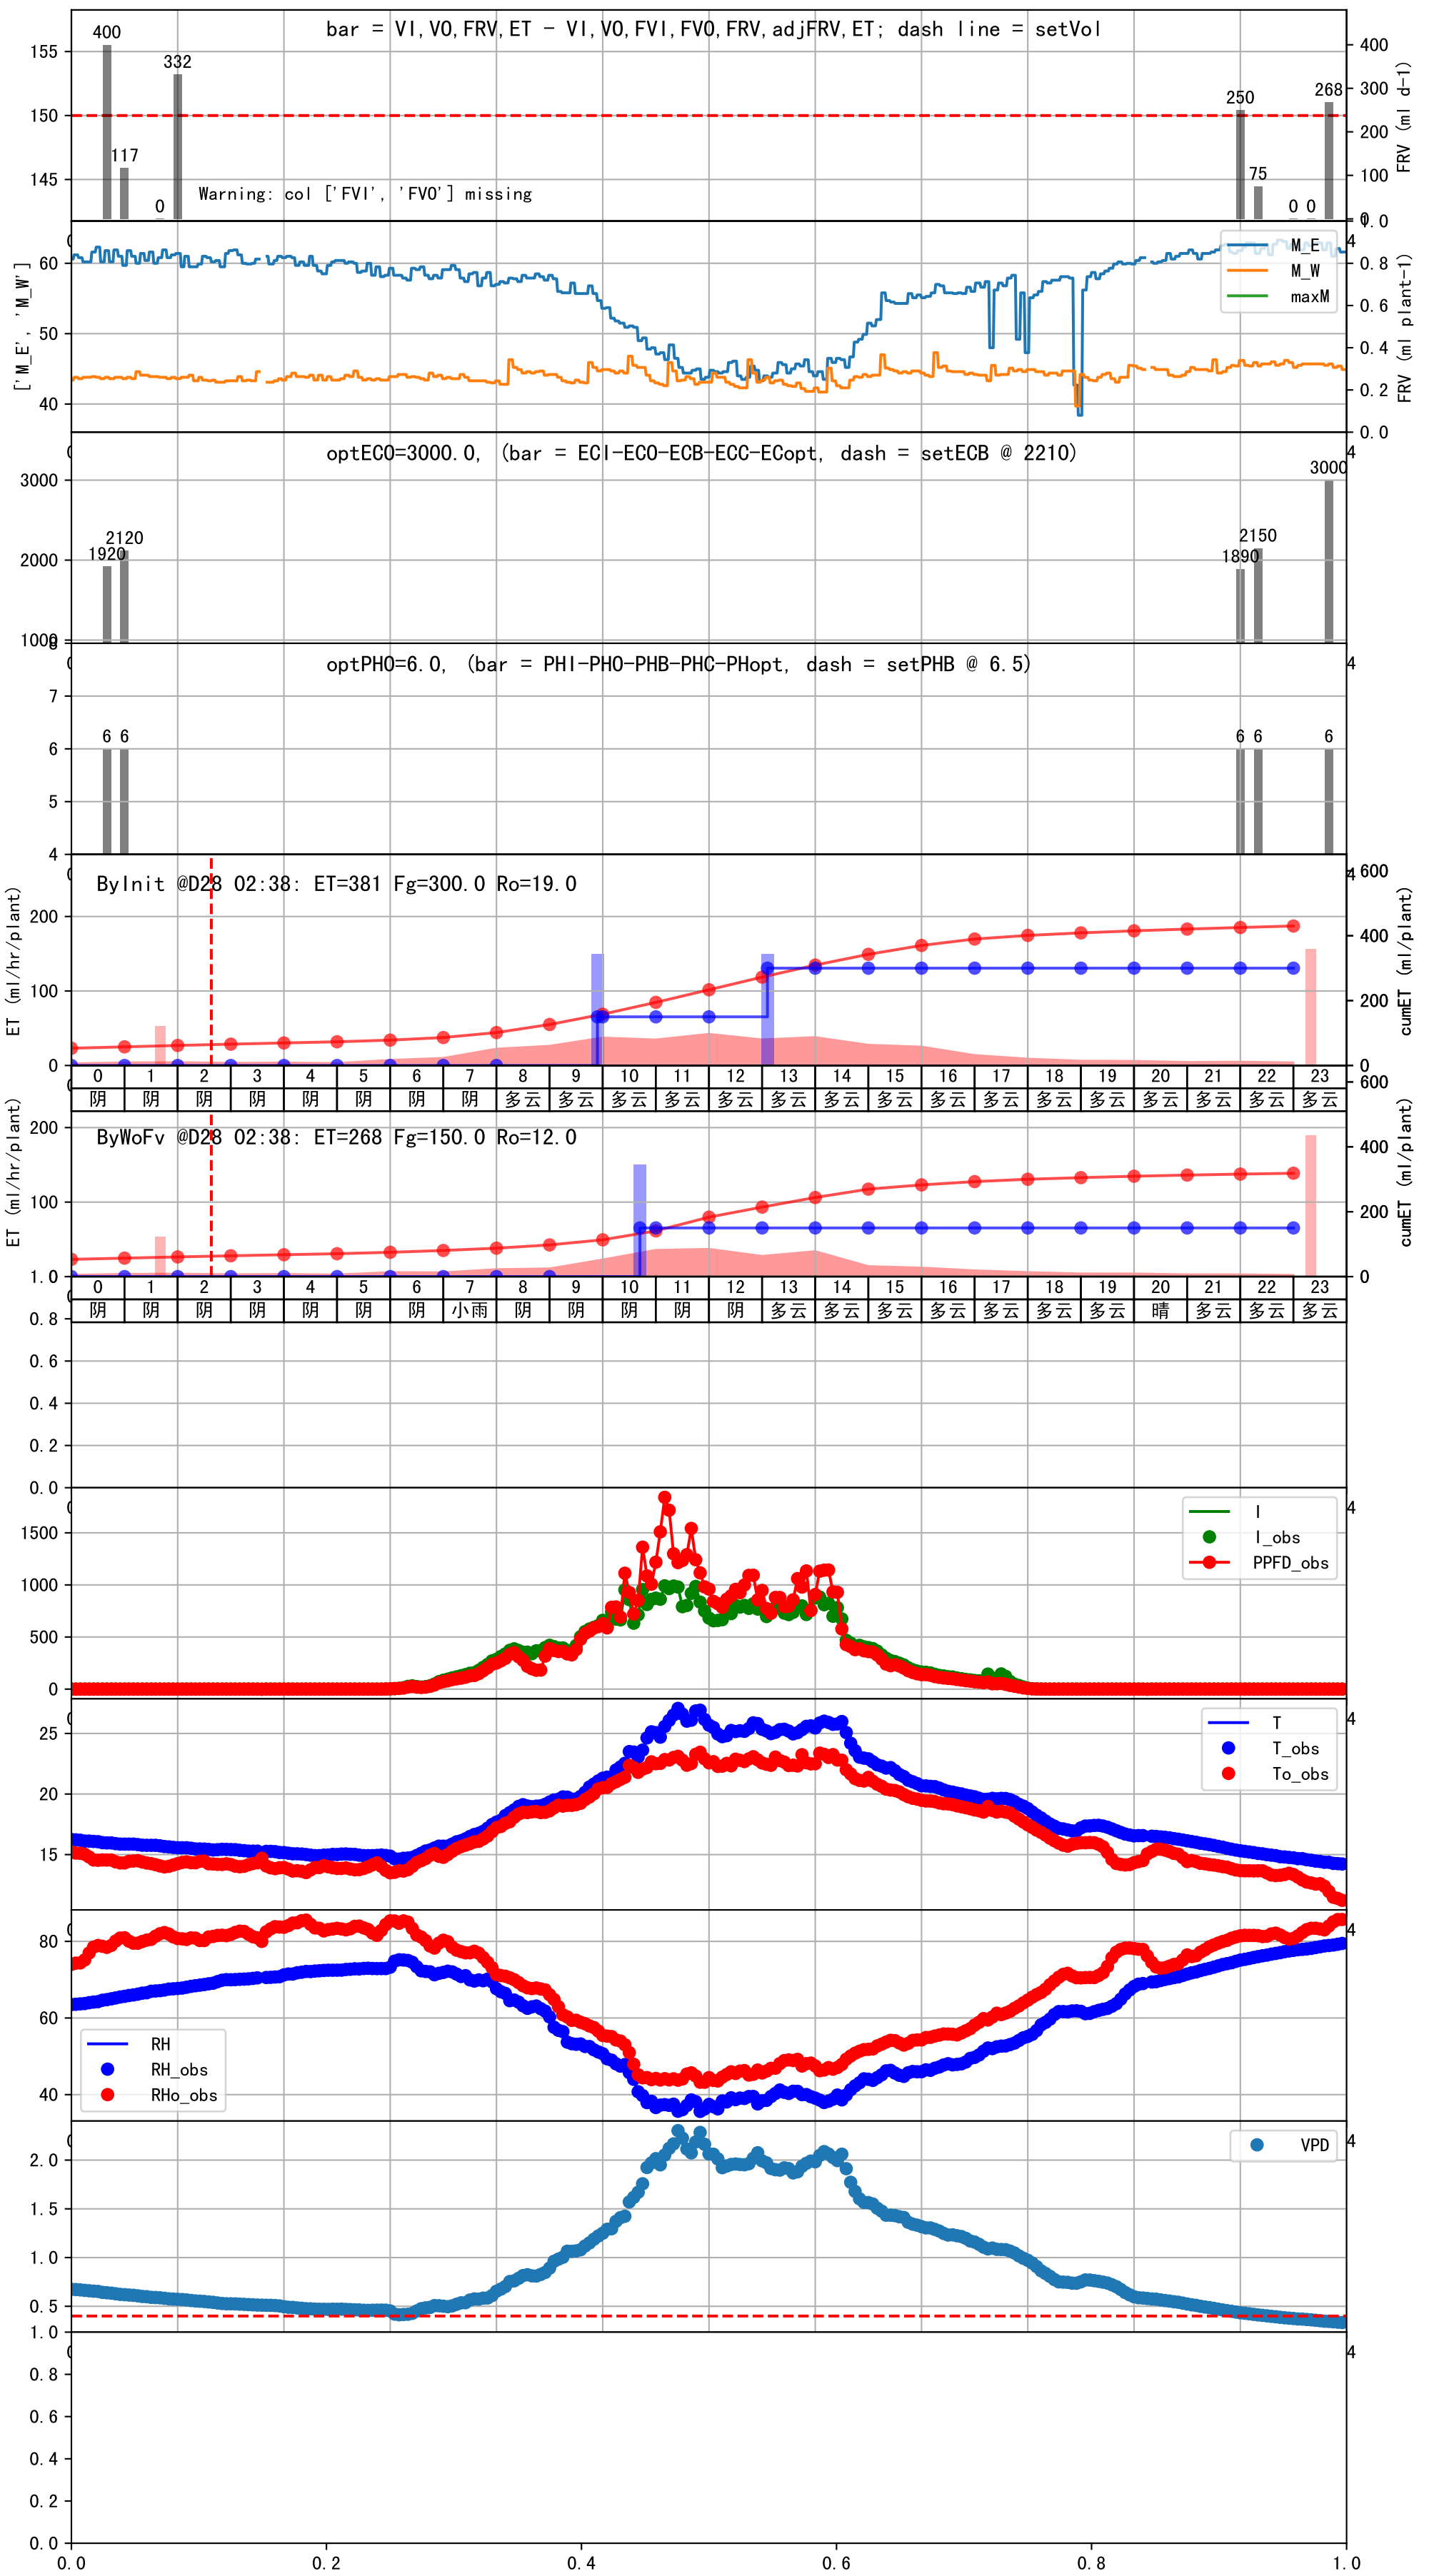 bar = VI,VO,FRV,ET - VI,VO,FVI,FVO,FRV,adjFRV,ET; dash line = setVol
400
117
0
332
250
75
0
0
268
155
150
145
400
300
200
100
0
1.0
FRV (ml d-1)
Warning: col ['FVI', 'FVO'] missing
['M_E', 'M_W']
60
50
40
M_E
M_W
maxM
4
0.8
0.6
0.4
0.2
0.0
FRV (ml plant-1)
optECO=3000.0, (bar = ECI-ECO-ECB-ECC-ECopt, dash = setECB @ 2210)
4
3000
2000
1000
1920
2120
1890
2150
3000
optPHO=6.0, (bar = PHI-PHO-PHB-PHC-PHopt, dash = setPHB @ 6.5)
4
8
7
6
5
4
6 6
6 6
6
ByInit @D28 02:38: ET=381 Fg=300.0 Ro=19.0
ET (ml/hr/plant)
200
100
0
4
600
400
200
0
cumET (ml/plant)
0 1 2 3 4 5 6 7 8 9 10 11 12 13 14 15 16 17 18 19 20 21 22 23
阴 阴 阴 阴 阴 阴 阴 阴 多云 多云 多云 多云 多云 多云 多云 多云 多云 多云 多云 多云 多云 多云 多云 多云
ByWoFv @D28 02:38: ET=268 Fg=150.0 Ro=12.0
ET (ml/hr/plant)
200
100
600
400
200
0
cumET (ml/plant)
0 1 2 3 4 5 6 7 8 9 10 11 12 13 14 15 16 17 18 19 20 21 22 23
阴 阴 阴 阴 阴 阴 阴 小雨 阴 阴 阴 阴 阴 多云 多云 多云 多云 多云 多云 多云 晴 多云 多云 多云
1.0
0.8
0.6
0.4
0.2
0.0
4
1500
1000
500
0
I
I_obs
PPFD_obs
4
25
20
15
T
T_obs
To_obs
4
80
60
40
RH
RH_obs
RHo_obs
4
2.0
1.5
1.0
0.5
VPD
4
1.0
0.8
0.6
0.4
0.2
0.0
0.0 0.2 0.4 0.6 0.8 1.0